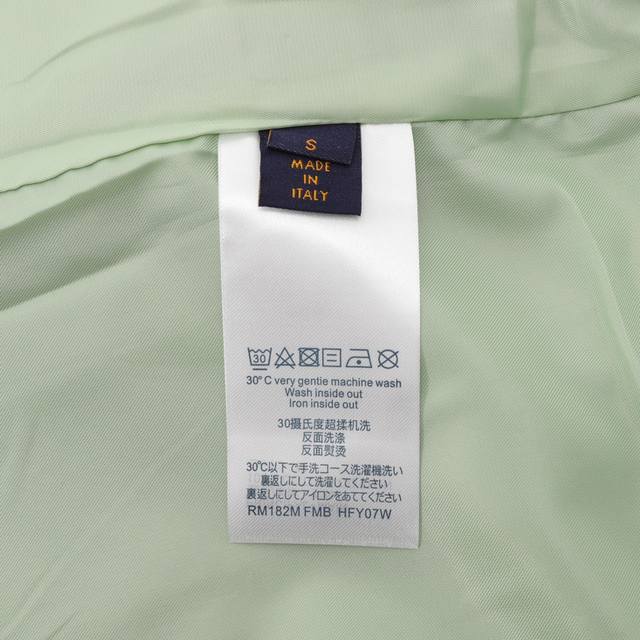 S
MADE
IN
ITALY
30
30°C very gentie machine wash
Wash inside out
Iron inside out
30摄氏度超揉机洗
反面洗涤
反面熨烫
30℃以下で手洗コース洗濯機洗い
裏返しにして洗濯してください
裏返しにしてアイロンをあててください
RM182M FMB HFY07W